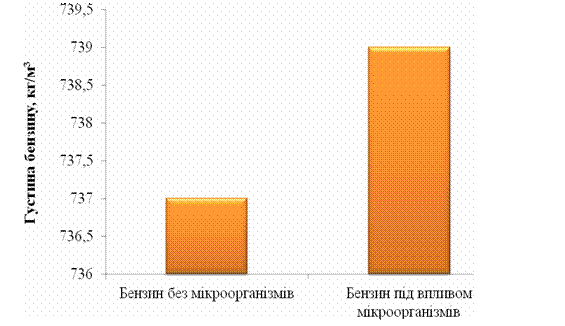 739,5
739
738,5
738
737,5
737
736,5
736
Густина бензину, кг/м³
Бензин без мікроорганізмів
Бензин під впливом
мікроорганізмів